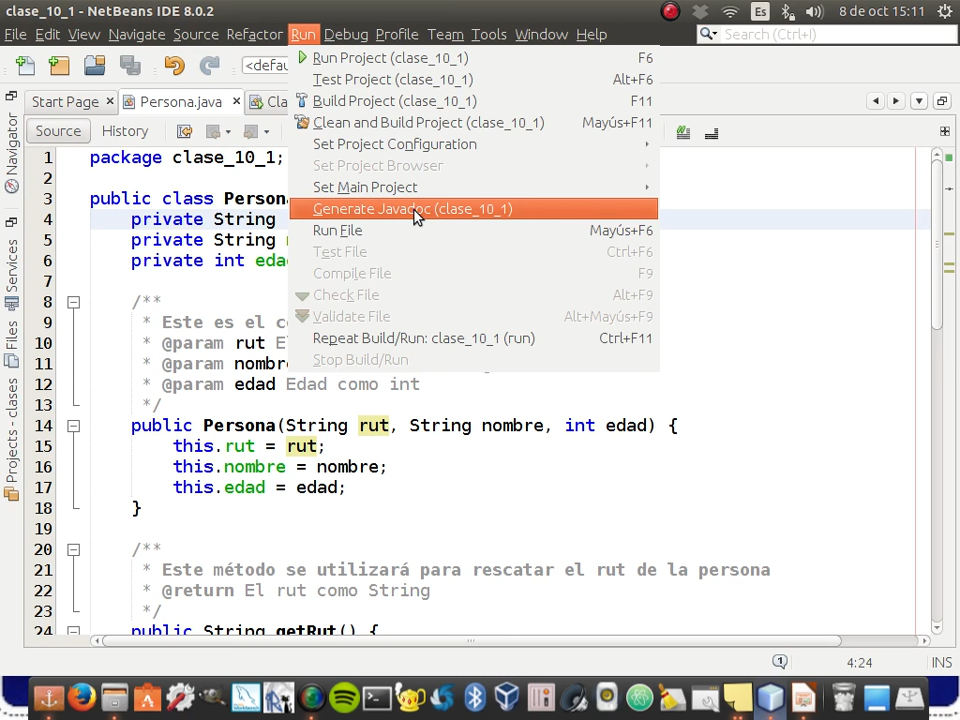 clase_10_1 - NetBeans IDE 8.0.2
Es
8 de oct 15:11
File Edit View Navigate Source Refactor Run Debug Profile Team Tools Window Help
Search (Ctrl+I)
<defau
Start Page
Persona.java
Cla
Source
History
Run Project (clase_10_1) F6
Test Project (clase_10_1) Alt+F6
Build Project (clase_10_1) F11
Clean and Build Project (clase_10_1) Mayús+F11
Set Project Configuration
Set Project Browser
Set Main Project
Generate Javadoc (clase_10_1)
Run File Mayús+F6
Test File Ctrl+F6
Compile File F9
Check File Alt+F9
Validate File Alt+Mayús+F9
Repeat Build/Run: clase_10_1 (run) Ctrl+F11
Stop Build/Run
Navigator
Services
Files
Projects - clases
1 package clase_10_1;
2
3 public class Person
4 private String
5 private String
6 private int eda
7
8 /**
9 * Este es el c
10 * @param rut E
11 * @param nombr
12 * @param edad Edad como int
13 */
14 public Persona(String rut, String nombre, int edad) {
15 this.rut = rut;
16 this.nombre = nombre;
17 this.edad = edad;
18 }
19
20 /**
21 * Este método se utilizará para rescatar el rut de la persona
22 * @return El rut como String
23 */
24 public String getRut() {
1
4:24
INS